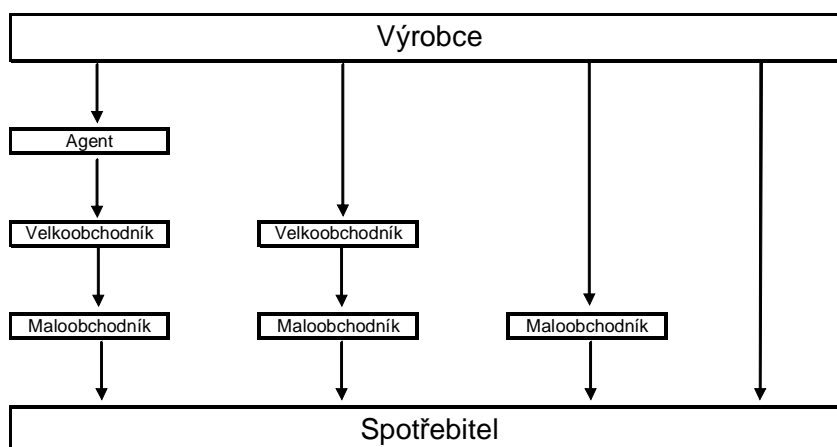 Výrobce
Agent
Velkoobchodník
Velkoobchodník
Maloobchodník
Maloobchodník
Maloobchodník
Spotřebitel